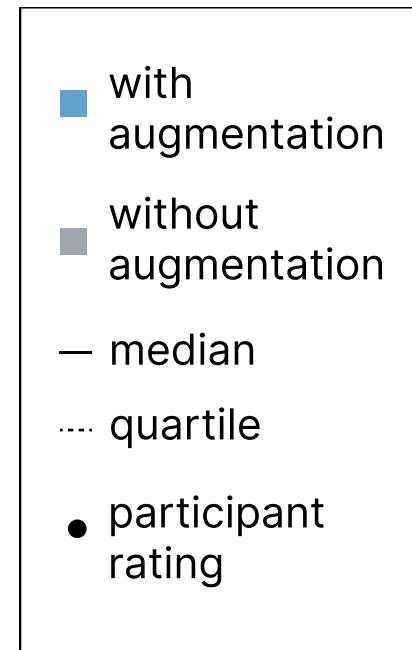 with
augmentation
without
augmentation
median
quartile
participant
rating